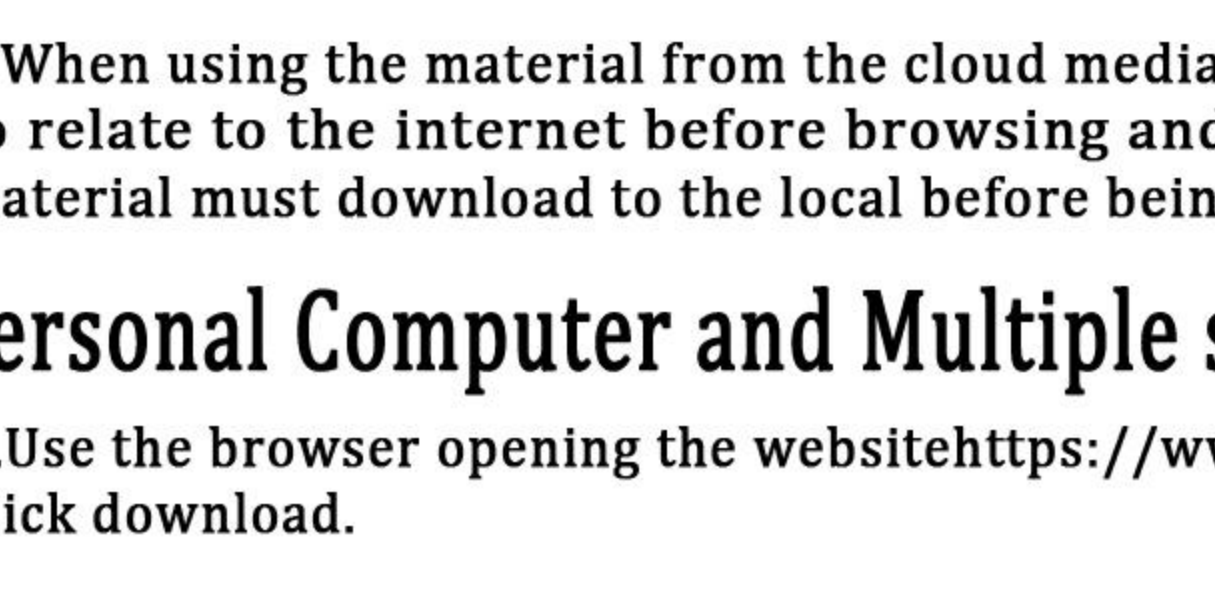 When using the material from the cloud media
relate to the internet before browsing and
aterial must download to the local before bein
ersonal Computer and Multiple
.Use the browser opening the websitehttps://ww
ick download.